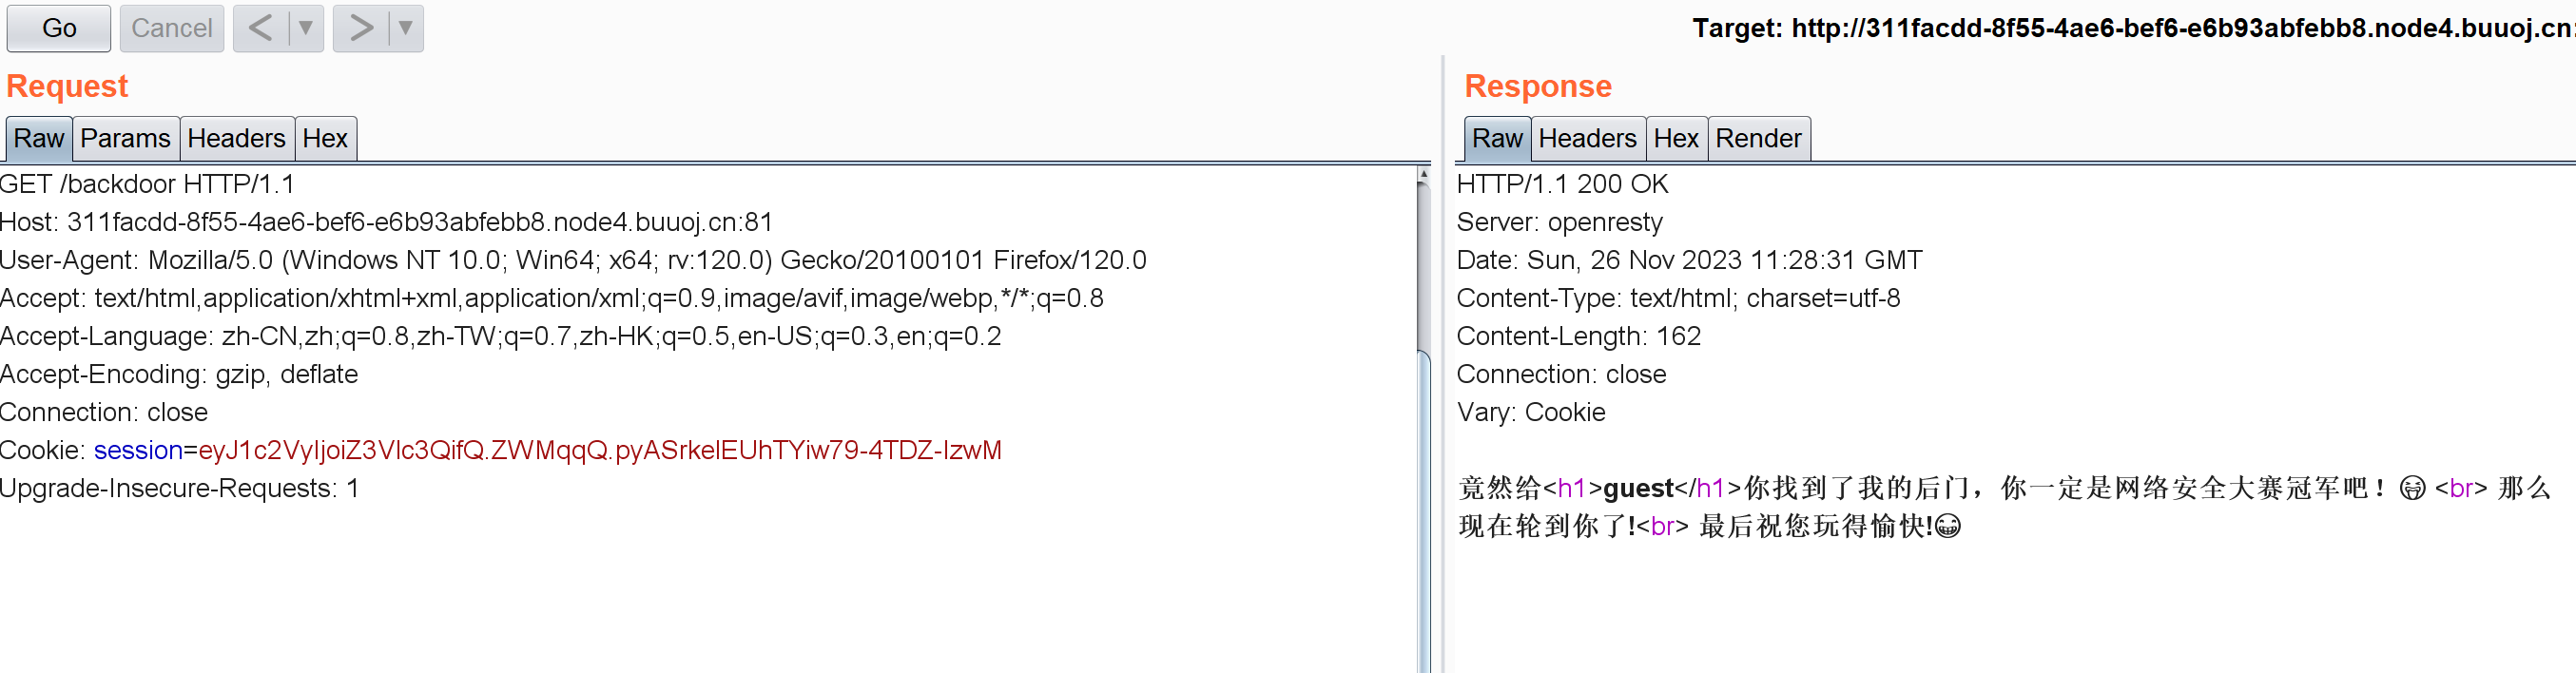 Go Cancel < ▼ > ▼ Target: http://311facdd-8f55-4ae6-bef6-e6b93abfebb8.node4.buuoj.cn:
Request
Raw Params Headers Hex
GET /backdoor HTTP/1.1
Host: 311facdd-8f55-4ae6-bef6-e6b93abfebb8.node4.buuoj.cn:81
User-Agent: Mozilla/5.0 (Windows NT 10.0; Win64; x64; rv:120.0) Gecko/20100101 Firefox/120.0
Accept: text/html,application/xhtml+xml,application/xml;q=0.9,image/avif,image/webp,*/*;q=0.8
Accept-Language: zh-CN,zh;q=0.8,zh-TW;q=0.7,zh-HK;q=0.5,en-US;q=0.3,en;q=0.2
Accept-Encoding: gzip, deflate
Connection: close
Cookie: session=eyJ1c2VyIjoiZ3Vlc3QifQ.ZWMqqQ.pyASrkelEUhTYiw79-4TDZ-IzwM
Upgrade-Insecure-Requests: 1
Response
Raw Headers Hex Render
HTTP/1.1 200 OK
Server: openresty
Date: Sun, 26 Nov 2023 11:28:31 GMT
Content-Type: text/html; charset=utf-8
Content-Length: 162
Connection: close
Vary: Cookie
竟然给<h1>guest</h1>你找到了我的后门，你一定是网络安全大赛冠军吧！😝 <br> 那么
现在轮到你了!<br> 最后祝您玩得愉快!😁